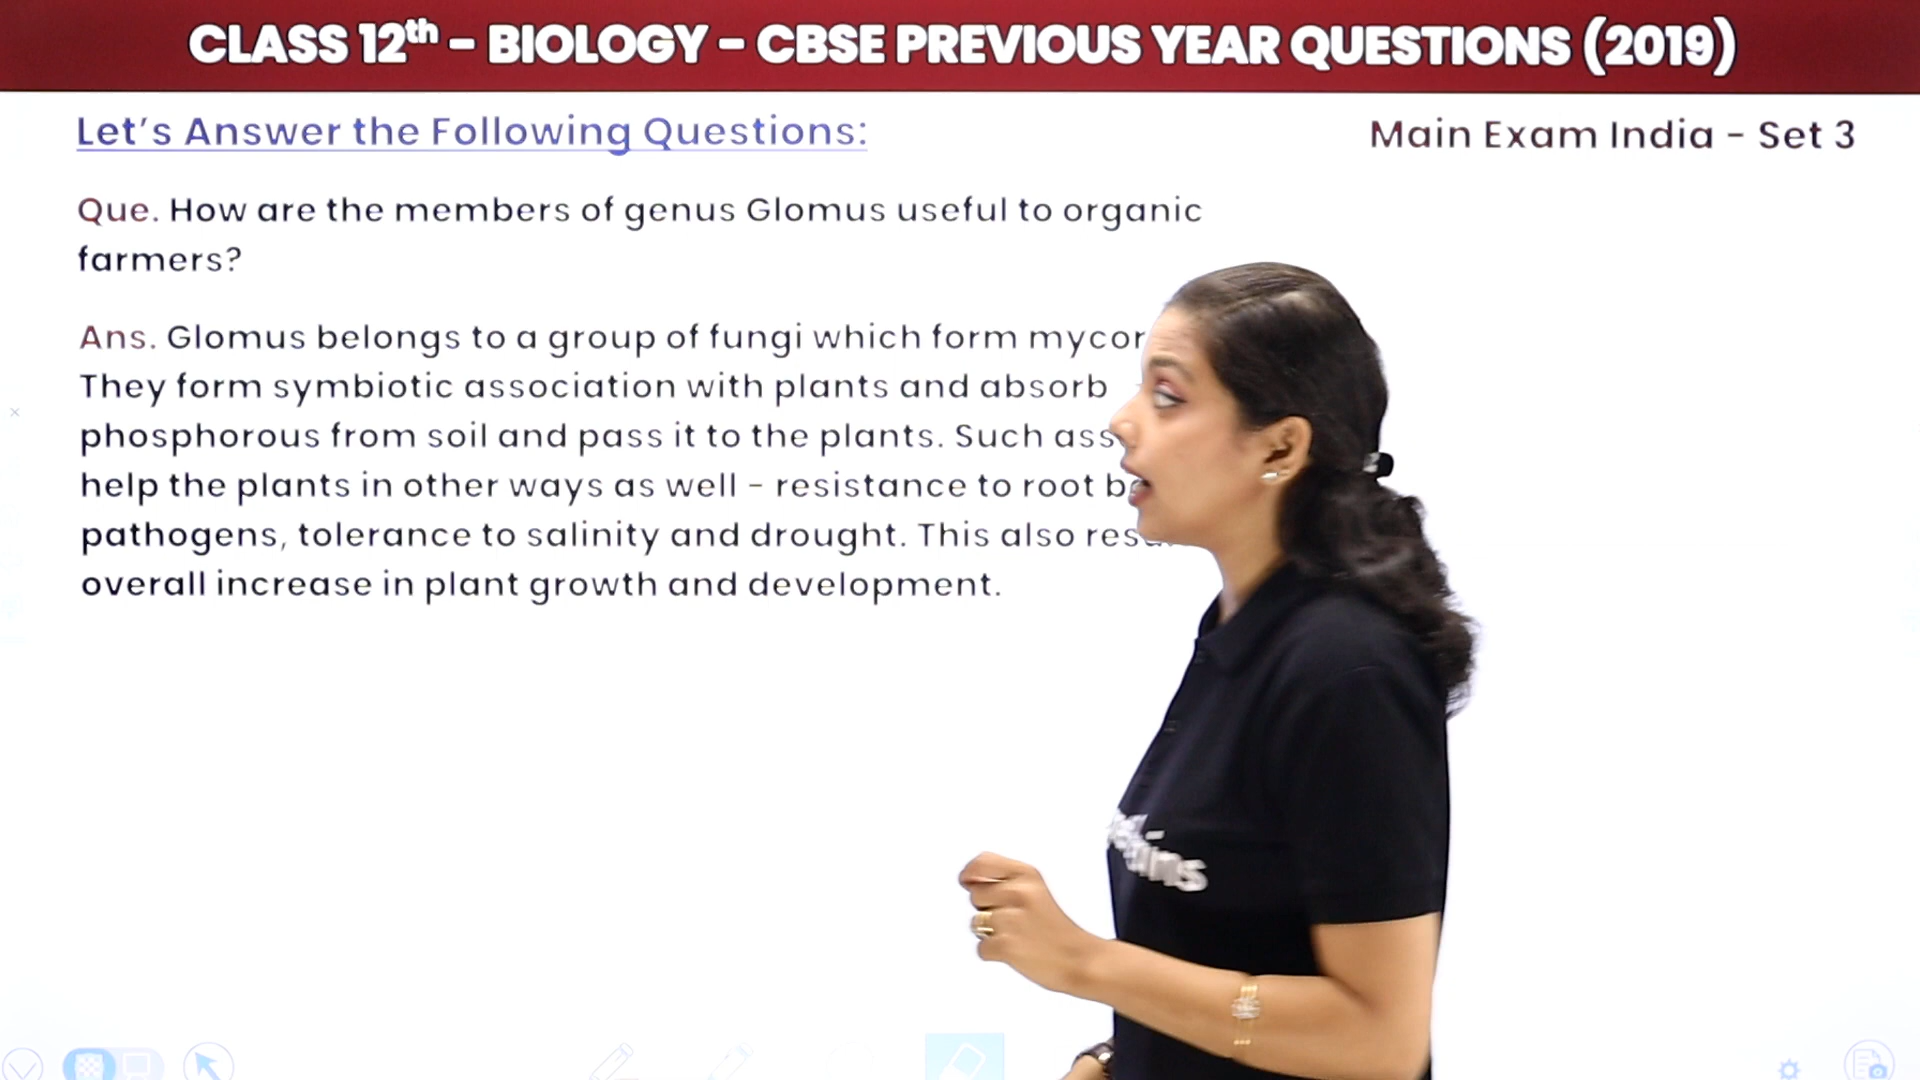 CLASS 12th - BIOLOGY - CBSE PREVIOUS YEAR QUESTIONS (2019)
Let's Answer the Following Questions:
Main Exam India - Set 3
Que. How are the members of genus Glomus useful to organic
farmers?
Ans. Glomus belongs to a group of fungi which form
They form symbiotic association with plants and absorb
phosphorous from soil and pass it to the plants. Such
help the plants in other ways as well - resistance to root
pathogens, tolerance to salinity and drought. This also
overall increase in plant growth and development.